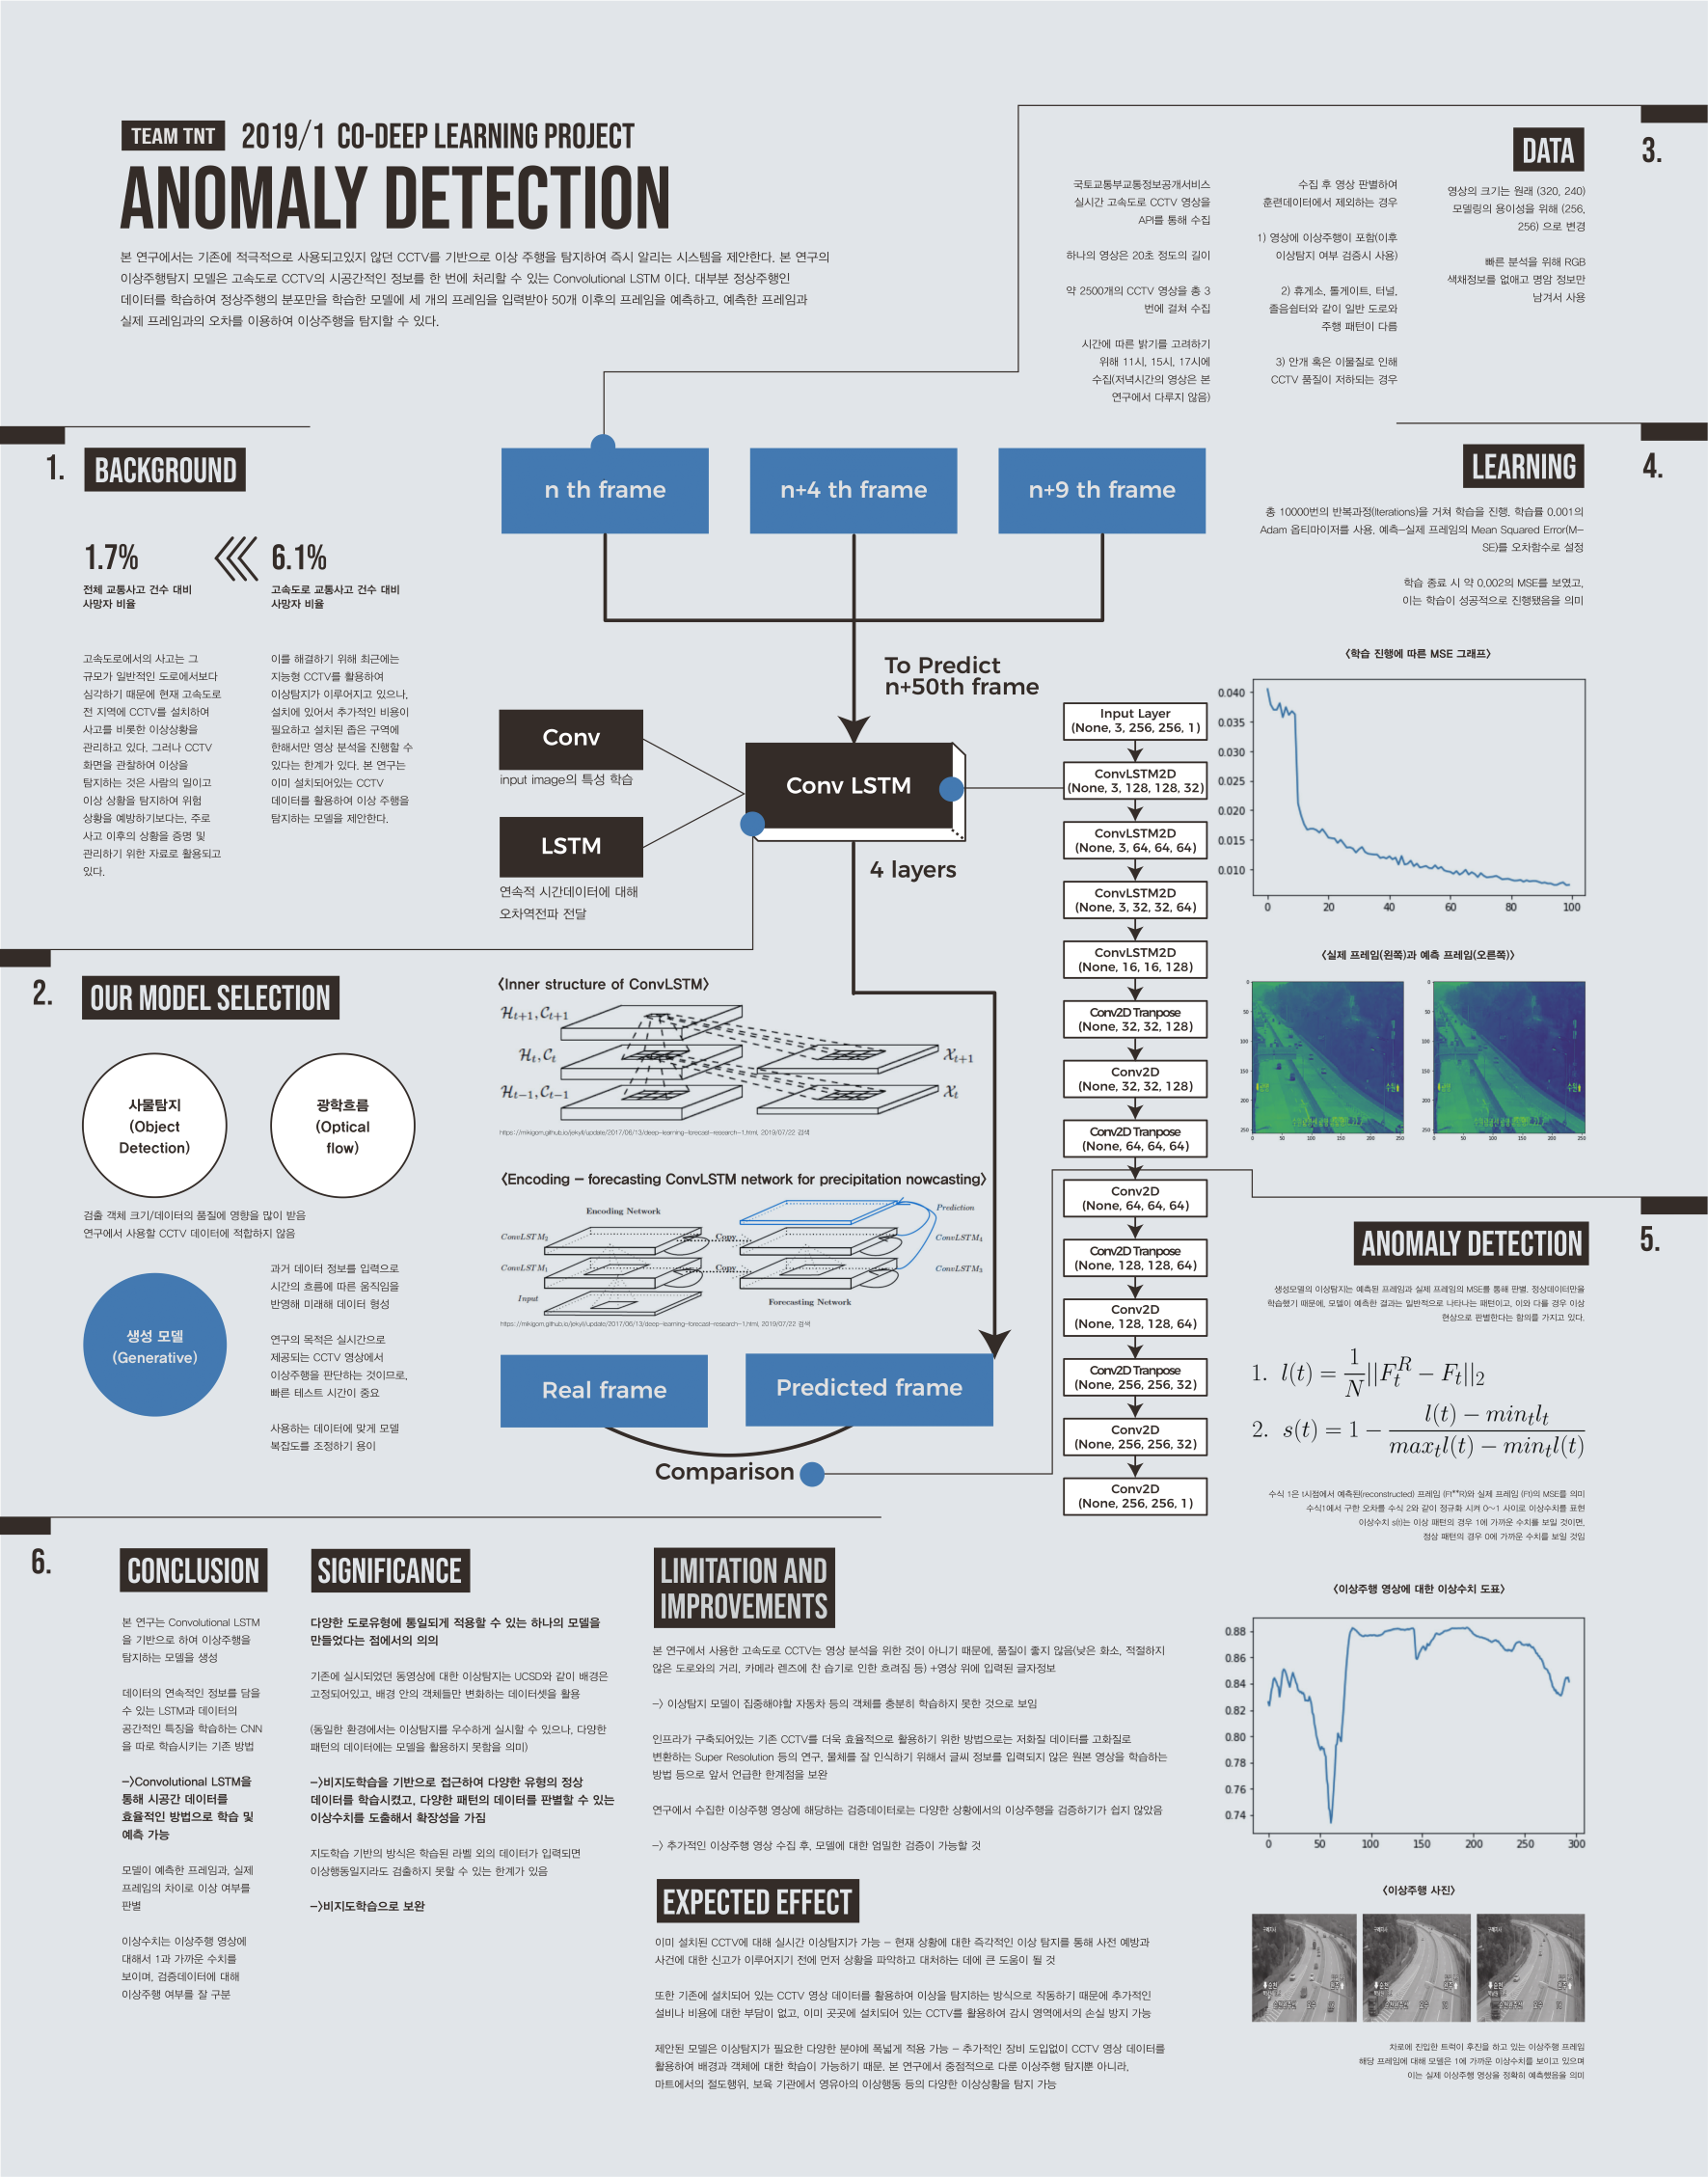 TEAM TNT 2019/1 CO-DEEP LEARNING PROJECT
ANOMALY DETECTION
본 연구에서는 기존에 적극적으로 사용되고있지 않던 CCTV를 기반으로 이상 주행을 탐지하여 즉시 알리는 시스템을 제안한다. 본 연구의
이상주행탐지 모델은 고속도로 CCTV의 시공간적인 정보를 한 번에 처리할 수 있는 Convolutional LSTM 이다. 대부분 정상주행인
데이터를 학습하여 정상주행의 분포만을 학습한 모델에 세 개의 프레임을 입력받아 50개 이후의 프레임을 예측하고, 예측한 프레임과
실제 프레임과의 오차를 이용하여 이상주행을 탐지할 수 있다.
1.
BACKGROUND
1.7%
전체 교통사고 건수 대비
사망자 비율
6.1%
고속도로 교통사고 건수 대비
사망자 비율
고속도로에서의 사고는 그
규모가 일반적인 도로에서보다
심각하기 때문에 현재 고속도로
전 지역에 CCTV를 설치하여
사고를 비롯한 이상상황을
관리하고 있다. 그러나 CCTV
화면을 관찰하여 이상을
탐지하는 것은 사람의 일이고
이상 상황을 탐지하여 위험
상황을 예방하기보다는, 주로
사고 이후의 상황을 증명 및
관리하기 위한 자료로 활용되고
있다.
이를 해결하기 위해 최근에는
지능형 CCTV를 활용하여
이상탐지가 이루어지고 있으나,
설치에 있어서 추가적인 비용이
필요하고 설치된 좁은 구역에
한해서만 영상 분석을 진행할 수
있다는 한계가 있다. 본 연구는
이미 설치되어있는 CCTV
데이터를 활용하여 이상 주행을
탐지하는 모델을 제안한다.
2.
OUR MODEL SELECTION
사물탐지
(Object
Detection)
광학흐름
(Optical
flow)
검출 객체 크기/데이터의 품질에 영향을 많이 받음
연구에서 사용할 CCTV 데이터에 적합하지 않음
생성 모델
(Generative)
과거 데이터 정보를 입력으로
시간의 흐름에 따른 움직임을
반영해 미래해 데이터 형성
연구의 목적은 실시간으로
제공되는 CCTV 영상에서
이상주행을 판단하는 것이므로,
빠른 테스트 시간이 중요
사용하는 데이터에 맞게 모델
복잡도를 조정하기 용이
n th frame
n+4 th frame
n+9 th frame
To Predict
n+50th frame
Conv
input image의 특성 학습
LSTM
연속적 시간데이터에 대해
오차역전파 전달
Conv LSTM
4 layers
<Inner structure of ConvLSTM>
H_{t+1}, C_{t+1}
H_t, C_t
H_{t-1}, C_{t-1}
X_{t+1}
X_t
https://mikigom.github.io/jekyll/update/2017/06/13/deep-learning-forecast-research-1.html, 2019/07/22 검색
<Encoding – forecasting ConvLSTM network for precipitation nowcasting>
Encoding Network
Prediction
ConvLSTM2
Copy
ConvLSTM4
ConvLSTM1
Copy
ConvLSTM3
Input
Forecasting Network
https://mikigom.github.io/jekyll/update/2017/06/13/deep-learning-forecast-research-1.html, 2019/07/22 검색
Real frame
Predicted frame
Comparison
Input Layer
(None, 3, 256, 256, 1)
ConvLSTM2D
(None, 3, 128, 128, 32)
ConvLSTM2D
(None, 3, 64, 64, 64)
ConvLSTM2D
(None, 3, 32, 32, 64)
ConvLSTM2D
(None, 16, 16, 128)
Conv2D Tranpose
(None, 32, 32, 128)
Conv2D
(None, 32, 32, 128)
Conv2D Tranpose
(None, 64, 64, 64)
Conv2D
(None, 64, 64, 64)
Conv2D Tranpose
(None, 128, 128, 64)
Conv2D
(None, 128, 128, 64)
Conv2D Tranpose
(None, 256, 256, 32)
Conv2D
(None, 256, 256, 32)
Conv2D
(None, 256, 256, 1)
3.
DATA
국토교통부교통정보공개서비스
실시간 고속도로 CCTV 영상을
API를 통해 수집
하나의 영상은 20초 정도의 길이
약 2500개의 CCTV 영상을 총 3
번에 걸쳐 수집
시간에 따른 밝기를 고려하기
위해 11시, 15시, 17시에
수집(저녁시간의 영상은 본
연구에서 다루지 않음)
수집 후 영상 판별하여
훈련데이터에서 제외하는 경우
1) 영상에 이상주행이 포함(이후
이상탐지 여부 검증시 사용)
2) 휴게소, 톨게이트, 터널,
졸음쉼터와 같이 일반 도로와
주행 패턴이 다름
3) 안개 혹은 이물질로 인해
CCTV 품질이 저하되는 경우
영상의 크기는 원래 (320, 240)
모델링의 용이성을 위해 (256,
256) 으로 변경
빠른 분석을 위해 RGB
색채정보를 없애고 명암 정보만
남겨서 사용
4.
LEARNING
총 10000번의 반복과정(Iterations)을 거쳐 학습을 진행. 학습률 0.001의
Adam 옵티마이저를 사용, 예측-실제 프레임의 Mean Squared Error(M-
SE)를 오차함수로 설정
학습 종료 시 약 0.002의 MSE를 보였고,
이는 학습이 성공적으로 진행됐음을 의미
<학습 진행에 따른 MSE 그래프>
0.040
0.035
0.030
0.025
0.020
0.015
0.010
0 20 40 60 80 100
<실제 프레임(왼쪽)과 예측 프레임(오른쪽)>
0
50
100
150
200
250
0 50 100 150 200 250
0
50
100
150
200
250
0 50 100 150 200 250
5.
ANOMALY DETECTION
생성모델의 이상탐지는 예측된 프레임과 실제 프레임의 MSE를 통해 판별, 정상데이터만을
학습했기 때문에, 모델이 예측한 결과는 일반적으로 나타나는 패턴이고, 이와 다를 경우 이상
현상으로 판별한다는 함의를 가지고 있다.
1. l(t) = 1/N ||F_t^R − F_t||_2
2. s(t) = 1 − (l(t) − min_t l_t)/(max_t l(t) − min_t l(t))
수식 1은 t시점에서 예측된(reconstructed) 프레임 (Ft**R)와 실제 프레임 (Ft)의 MSE를 의미
수식1에서 구한 오차를 수식 2와 같이 정규화 시켜 0~1 사이로 이상수치를 표현
이상수치 s(t)는 이상 패턴의 경우 1에 가까운 수치를 보일 것이면,
정상 패턴의 경우 0에 가까운 수치를 보일 것임
<이상주행 영상에 대한 이상수치 도표>
0.88
0.86
0.84
0.82
0.80
0.78
0.76
0.74
0 50 100 150 200 250 300
<이상주행 사진>
차로에 진입한 트럭이 후진을 하고 있는 이상주행 프레임
해당 프레임에 대해 모델은 1에 가까운 이상수치를 보이고 있으며
이는 실제 이상주행 영상을 정확히 예측했음을 의미
6.
CONCLUSION
본 연구는 Convolutional LSTM
을 기반으로 하여 이상주행을
탐지하는 모델을 생성
데이터의 연속적인 정보를 담을
수 있는 LSTM과 데이터의
공간적인 특징을 학습하는 CNN
을 따로 학습시키는 기존 방법
->Convolutional LSTM을
통해 시공간 데이터를
효율적인 방법으로 학습 및
예측 가능
모델이 예측한 프레임과, 실제
프레임의 차이로 이상 여부를
판별
이상수치는 이상주행 영상에
대해서 1과 가까운 수치를
보이며, 검증데이터에 대해
이상주행 여부를 잘 구분
SIGNIFICANCE
다양한 도로유형에 통일되게 적용할 수 있는 하나의 모델을
만들었다는 점에서의 의의
기존에 실시되었던 동영상에 대한 이상탐지는 UCSD와 같이 배경은
고정되어있고, 배경 안의 객체들만 변화하는 데이터셋을 활용
(동일한 환경에서는 이상탐지를 우수하게 실시할 수 있으나, 다양한
패턴의 데이터에는 모델을 활용하지 못함을 의미)
->비지도학습을 기반으로 접근하여 다양한 유형의 정상
데이터를 학습시켰고, 다양한 패턴의 데이터를 판별할 수 있는
이상수치를 도출해서 확장성을 가짐
지도학습 기반의 방식은 학습된 라벨 외의 데이터가 입력되면
이상행동일지라도 검출하지 못할 수 있는 한계가 있음
->비지도학습으로 보완
LIMITATION AND
IMPROVEMENTS
본 연구에서 사용한 고속도로 CCTV는 영상 분석을 위한 것이 아니기 때문에, 품질이 좋지 않음(낮은 화소, 적절하지
않은 도로와의 거리, 카메라 렌즈에 찬 습기로 인한 흐려짐 등) +영상 위에 입력된 글자정보
-> 이상탐지 모델이 집중해야할 자동차 등의 객체를 충분히 학습하지 못한 것으로 보임
인프라가 구축되어있는 기존 CCTV를 더욱 효율적으로 활용하기 위한 방법으로는 저화질 데이터를 고화질로
변환하는 Super Resolution 등의 연구, 물체를 잘 인식하기 위해서 글씨 정보를 입력되지 않은 원본 영상을 학습하는
방법 등으로 앞서 언급한 한계점을 보완
연구에서 수집한 이상주행 영상에 해당하는 검증데이터로는 다양한 상황에서의 이상주행을 검증하기가 쉽지 않았음
-> 추가적인 이상주행 영상 수집 후, 모델에 대한 엄밀한 검증이 가능할 것
EXPECTED EFFECT
이미 설치된 CCTV에 대해 실시간 이상탐지가 가능 – 현재 상황에 대한 즉각적인 이상 탐지를 통해 사전 예방과
사건에 대한 신고가 이루어지기 전에 먼저 상황을 파악하고 대처하는 데에 큰 도움이 될 것
또한 기존에 설치되어 있는 CCTV 영상 데이터를 활용하여 이상을 탐지하는 방식으로 작동하기 때문에 추가적인
설비나 비용에 대한 부담이 없고, 이미 곳곳에 설치되어 있는 CCTV를 활용하여 감시 영역에서의 손실 방지 가능
제안된 모델은 이상탐지가 필요한 다양한 분야에 폭넓게 적용 가능 – 추가적인 장비 도입없이 CCTV 영상 데이터를
활용하여 배경과 객체에 대한 학습이 가능하기 때문. 본 연구에서 중점적으로 다룬 이상주행 탐지뿐 아니라,
마트에서의 절도행위, 보육 기관에서 영유아의 이상행동 등의 다양한 이상상황을 탐지 가능